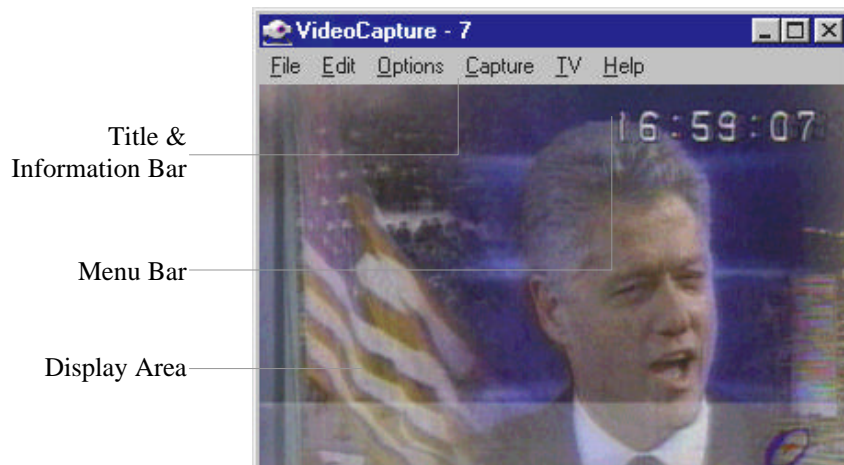 VideoCapture - 7
File Edit Options Capture TV Help
16:59:07
Title &
Information Bar
Menu Bar
Display Area